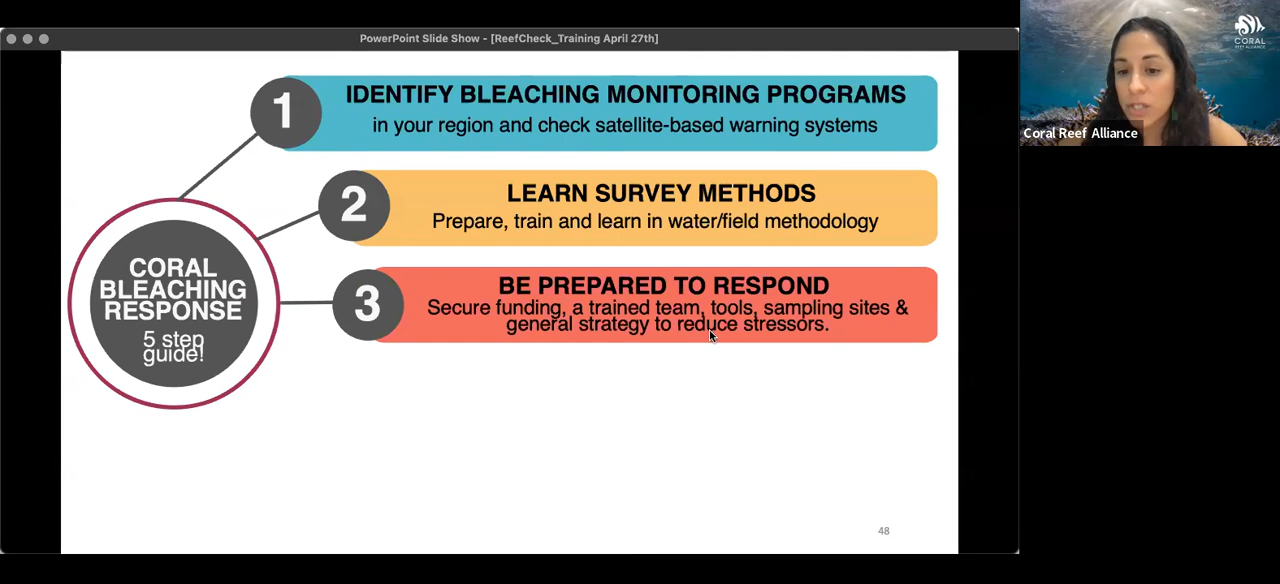 PowerPoint Slide Show - [ReefCheck_Training April 27th]
CORAL
Coral Reef Alliance
1
IDENTIFY BLEACHING MONITORING PROGRAMS
in your region and check satellite-based warning systems
2
LEARN SURVEY METHODS
Prepare, train and learn in water/field methodology
3
BE PREPARED TO RESPOND
Secure funding, a trained team, tools, sampling sites &
general strategy to reduce stressors.
CORAL
BLEACHING
RESPONSE
5 step
guide!
48